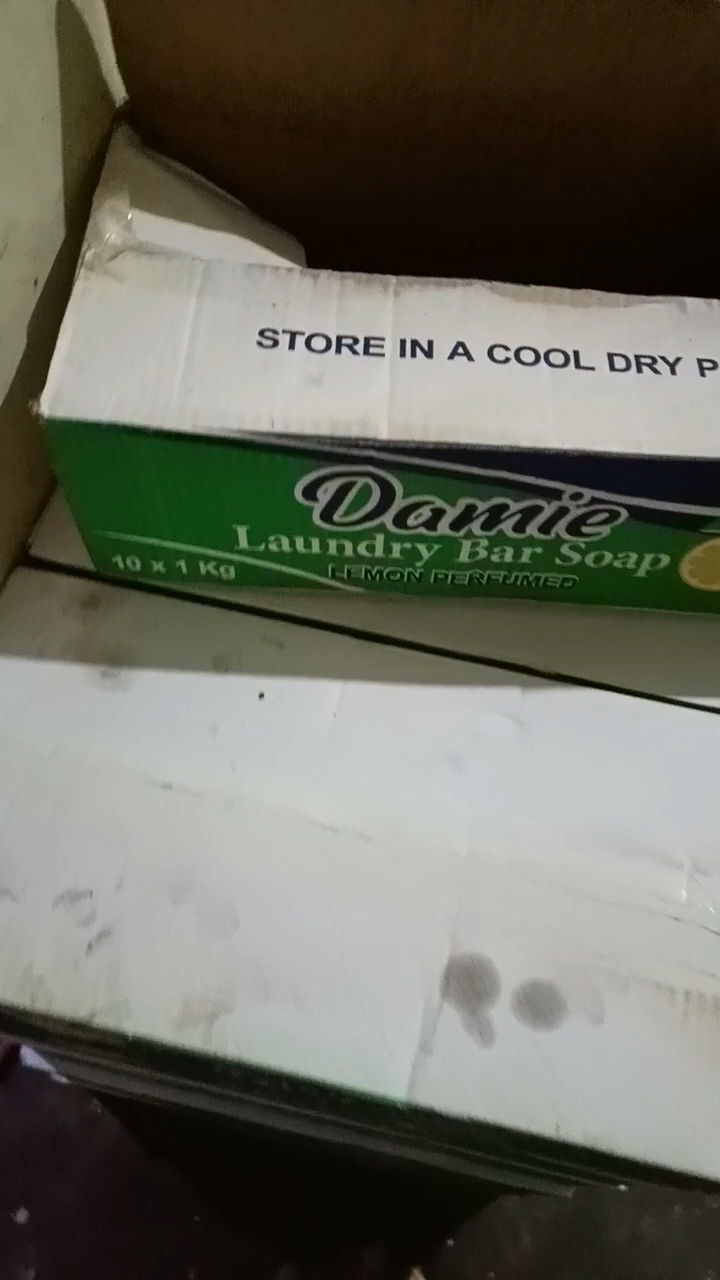 STORE IN A COOL DRY P
Damie
Laundry Bar Soap
10 x 1 Kg
LEMON PERFUMED